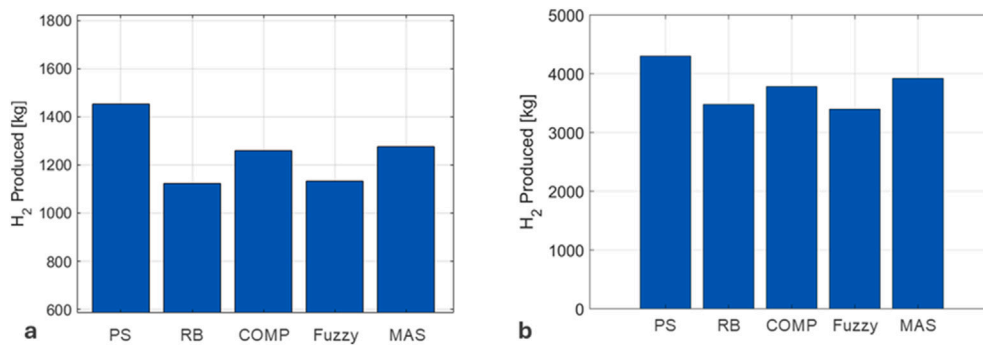 H2 Produced [kg]
1800
1600
1400
1200
1000
800
600
PS RB COMP Fuzzy MAS
a
H2 Produced [kg]
5000
4000
3000
2000
1000
0
PS RB COMP Fuzzy MAS
b